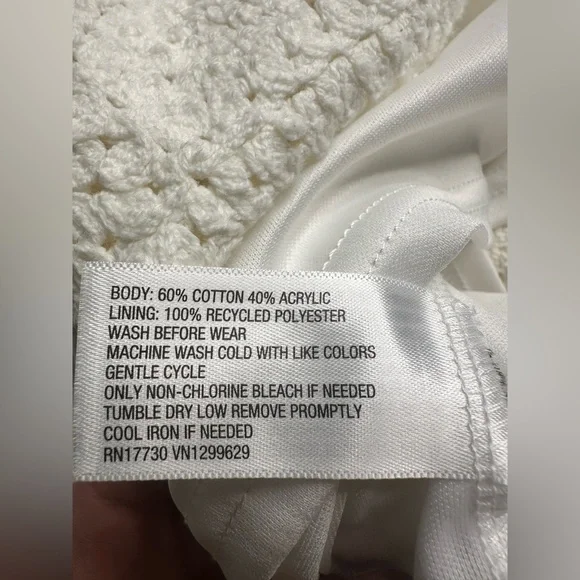 BODY: 60% COTTON 40% ACRYLIC
LINING: 100% RECYCLED POLYESTER
WASH BEFORE WEAR
MACHINE WASH COLD WITH LIKE COLORS
GENTLE CYCLE
ONLY NON-CHLORINE BLEACH IF NEEDED
TUMBLE DRY LOW REMOVE PROMPTLY
COOL IRON IF NEEDED
RN17730 VN1299629